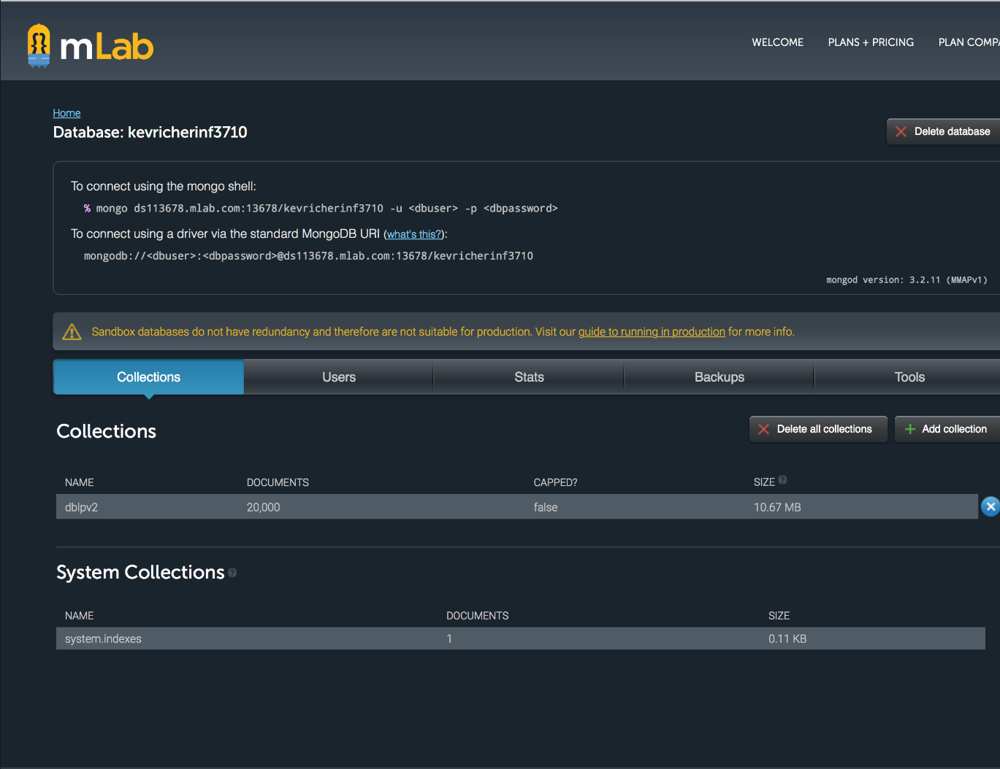 mLab
WELCOME PLANS + PRICING PLAN COMPA
Home
Database: kevricherinf3710
Delete database
To connect using the mongo shell:
% mongo ds113678.mlab.com:13678/kevricherinf3710 -u <dbuser> -p <dbpassword>
To connect using a driver via the standard MongoDB URI (what's this?):
mongodb://<dbuser>:<dbpassword>@ds113678.mlab.com:13678/kevricherinf3710
mongod version: 3.2.11 (MMAPv1)
Sandbox databases do not have redundancy and therefore are not suitable for production. Visit our guide to running in production for more info.
Collections Users Stats Backups Tools
Collections
Delete all collections Add collection
NAME DOCUMENTS CAPPED? SIZE ?
dblpv2 20,000 false 10.67 MB
System Collections ?
NAME DOCUMENTS SIZE
system.indexes 1 0.11 KB